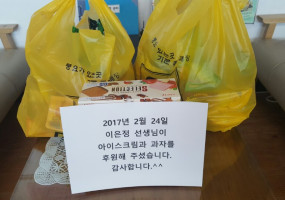 2017년 2월 24일
이은정 선생님이
아이스크림과 과자를
후원해 주셨습니다.
감사합니다.^^